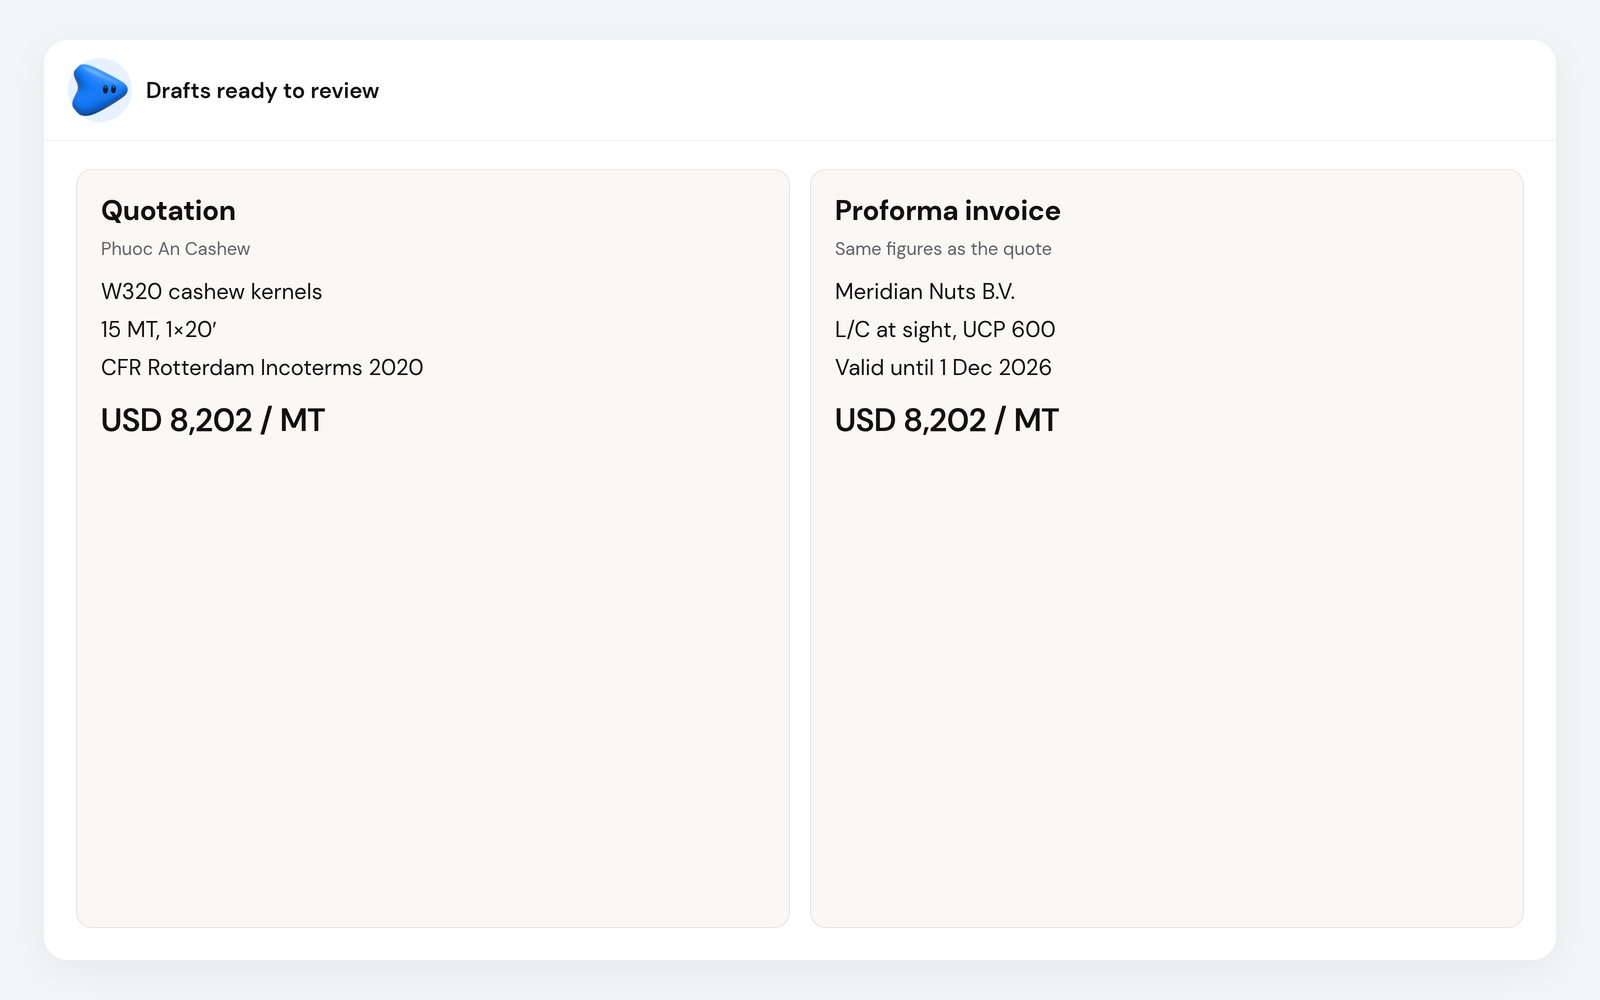 Drafts ready to review
Quotation
Phuoc An Cashew
W320 cashew kernels
15 MT, 1×20′
CFR Rotterdam Incoterms 2020
USD 8,202 / MT
Proforma invoice
Same figures as the quote
Meridian Nuts B.V.
L/C at sight, UCP 600
Valid until 1 Dec 2026
USD 8,202 / MT